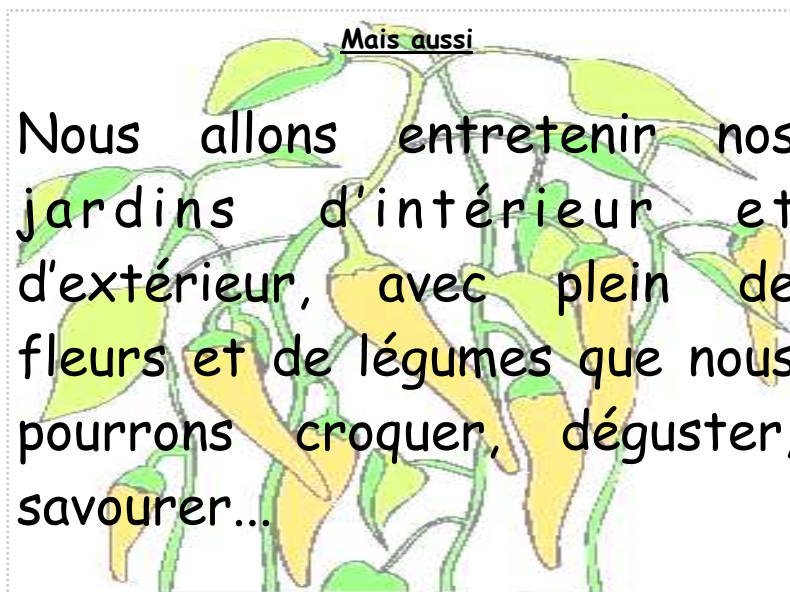 Mais aussi
Nous allons entretenir nos
jardins d'intérieur et
d'extérieur, avec plein de
fleurs et de légumes que nous
pourrons croquer, déguster,
savourer...